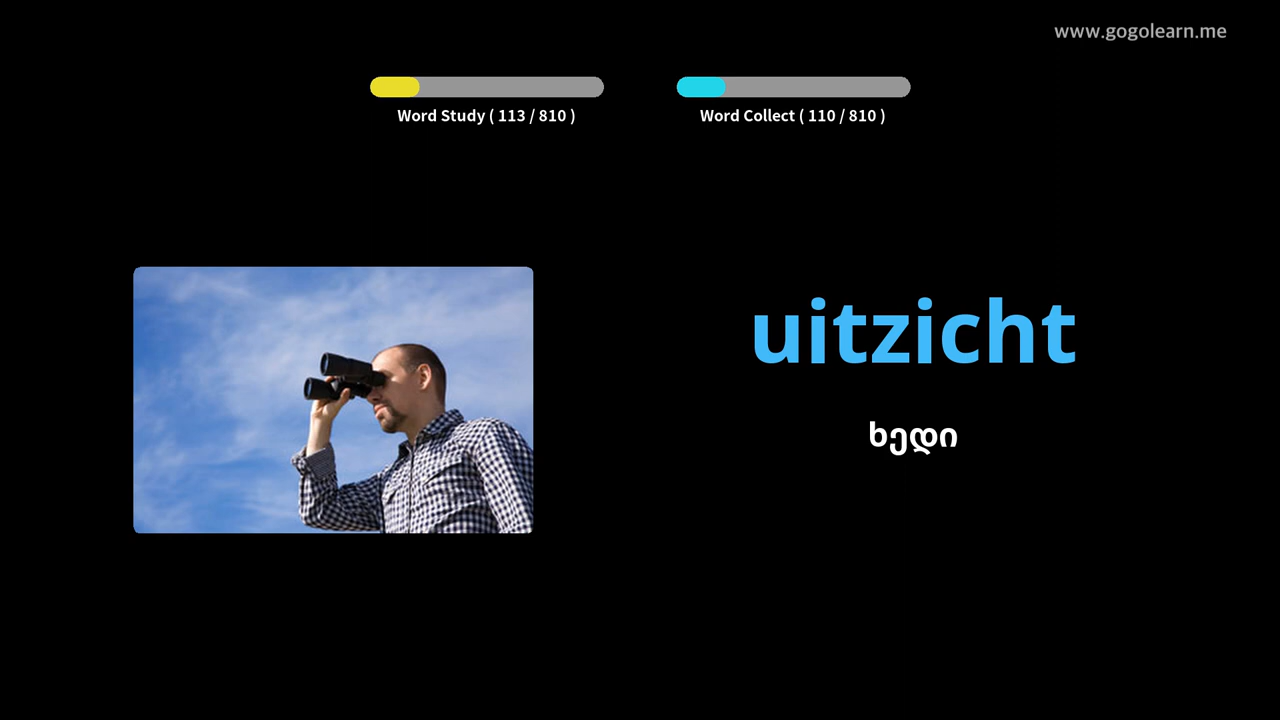 www.gogolearn.me
Word Study ( 113 / 810 )
Word Collect ( 110 / 810 )
uitzicht
ხედი